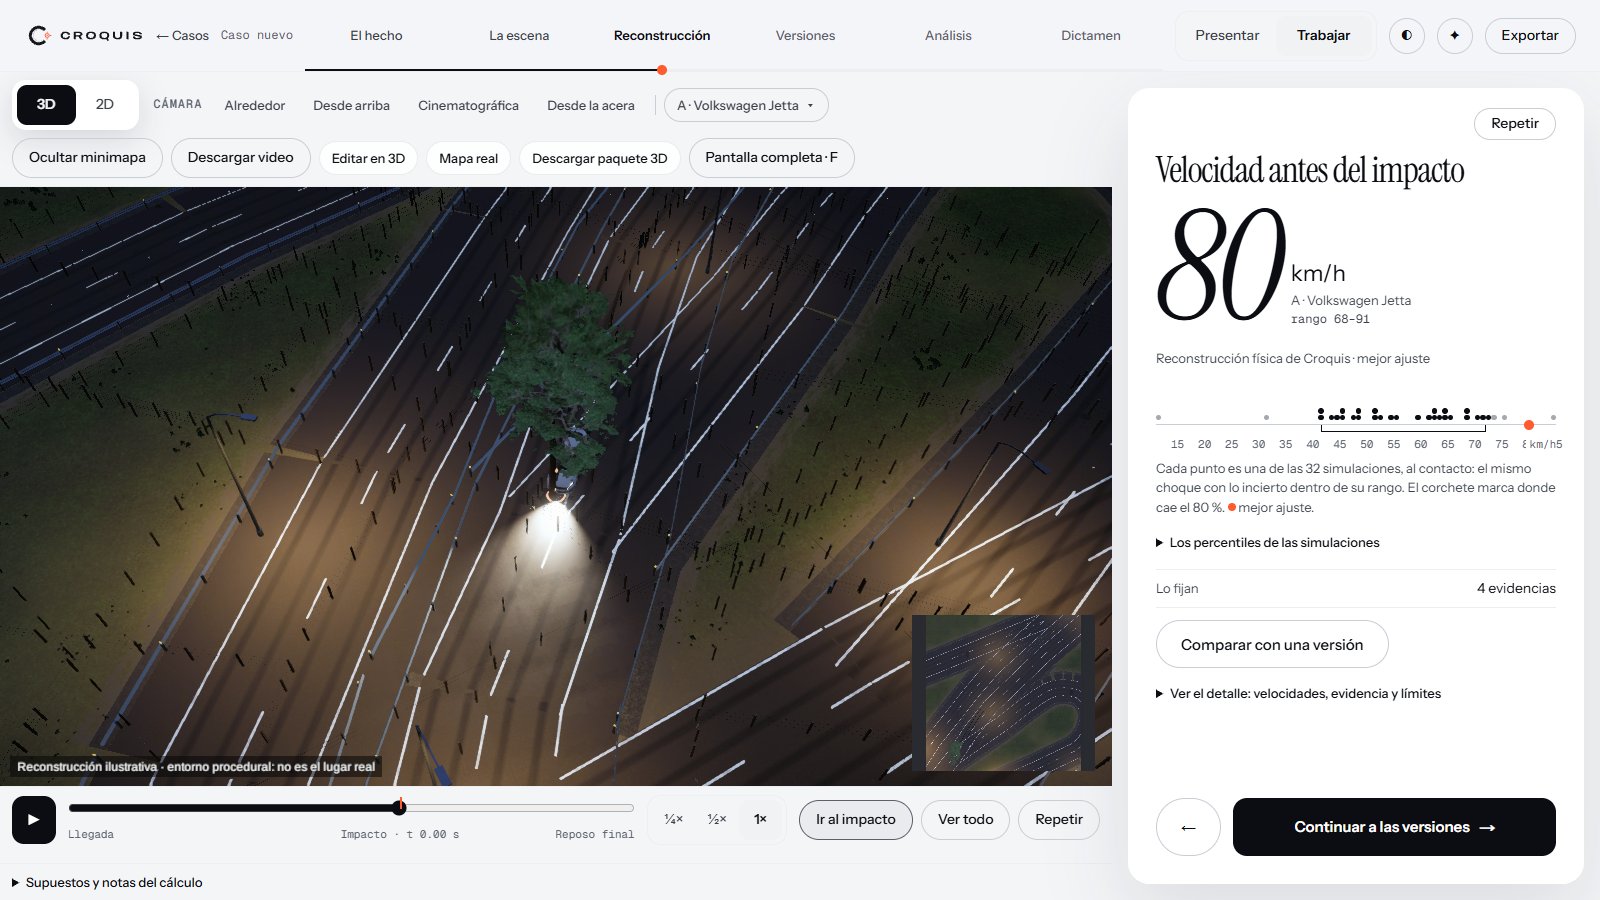 CROQUIS ← Casos Caso nuevo El hecho La escena Reconstrucción Versiones Análisis Dictamen Presentar Trabajar Exportar
3D 2D CÁMARA Alrededor Desde arriba Cinematográfica Desde la acera A · Volkswagen Jetta
Ocultar minimapa Descargar video Editar en 3D Mapa real Descargar paquete 3D Pantalla completa · F
Repetir
Velocidad antes del impacto
80 km/h
A · Volkswagen Jetta
rango 68–91
Reconstrucción física de Croquis · mejor ajuste
15 20 25 30 35 40 45 50 55 60 65 70 75 km/h
Cada punto es una de las 32 simulaciones, al contacto: el mismo
choque con lo incierto dentro de su rango. El corchete marca donde
cae el 80 %. mejor ajuste.
Los percentiles de las simulaciones
Lo fijan 4 evidencias
Comparar con una versión
Ver el detalle: velocidades, evidencia y límites
← Continuar a las versiones →
Reconstrucción ilustrativa · entorno procedural: no es el lugar real
Llegada Impacto · t 0.00 s Reposo final
¼× ½× 1× Ir al impacto Ver todo Repetir
Supuestos y notas del cálculo